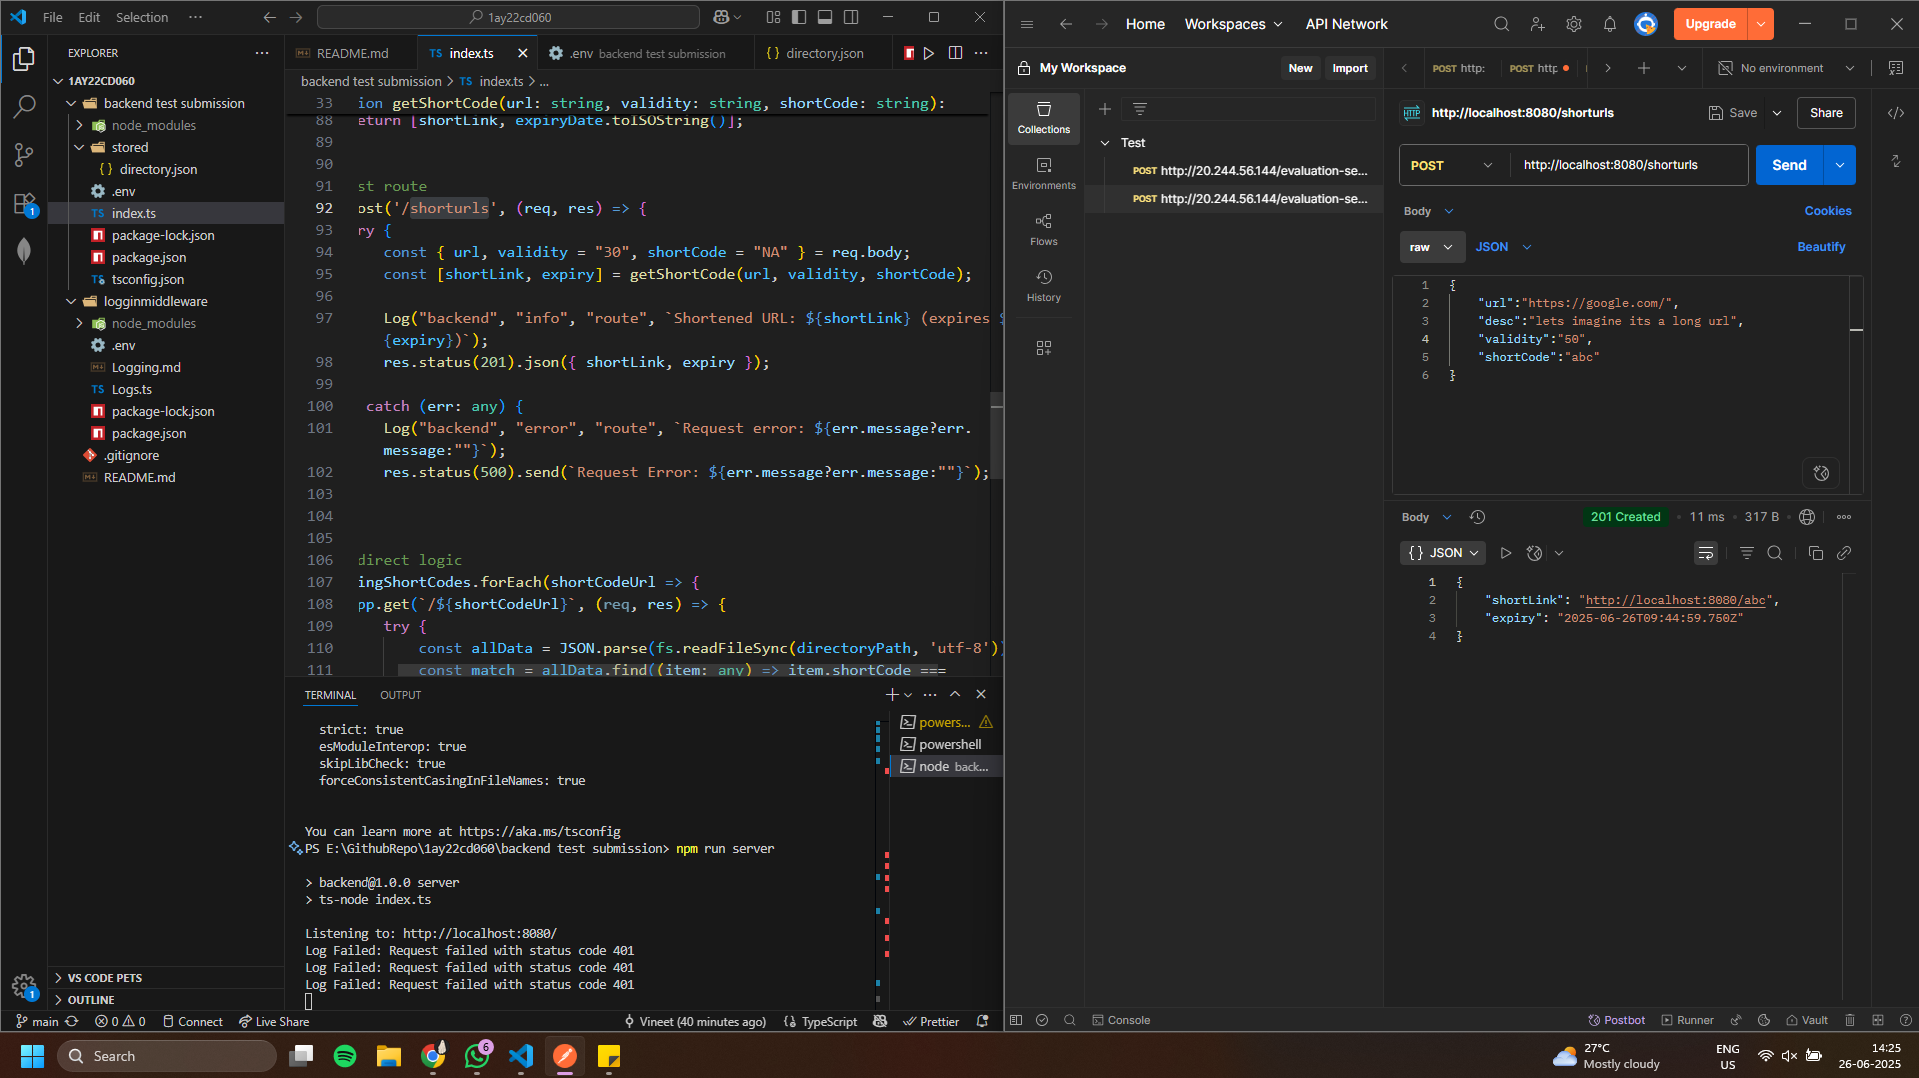 File Edit Selection ···
1ay22cd060
EXPLORER
1AY22CD060
backend test submission
node_modules
stored
directory.json
.env
index.ts
package-lock.json
package.json
tsconfig.json
logginmiddleware
node_modules
.env
Logging.md
Logs.ts
package-lock.json
package.json
.gitignore
README.md
VS CODE PETS
OUTLINE
README.md
TS index.ts
.env backend test submission
directory.json
backend test submission > TS index.ts > ...
33 ion getShortCode(url: string, validity: string, shortCode: string):
88 eturn [shortLink, expiryDate.toISOString()];
89
90
91 st route
92 ost('/shorturls', (req, res) => {
93 ry {
94 const { url, validity = "30", shortCode = "NA" } = req.body;
95 const [shortLink, expiry] = getShortCode(url, validity, shortCode);
96
97 Log("backend", "info", "route", `Shortened URL: ${shortLink} (expires $
{expiry})`);
98 res.status(201).json({ shortLink, expiry });
99
100 catch (err: any) {
101 Log("backend", "error", "route", `Request error: ${err.message?err.
message:""}`);
102 res.status(500).send(`Request Error: ${err.message?err.message:""}`);
103
104
105
106 direct logic
107 ingShortCodes.forEach(shortCodeUrl => {
108 pp.get(`/${shortCodeUrl}`, (req, res) => {
109 try {
110 const allData = JSON.parse(fs.readFileSync(directoryPath, 'utf-8'))
111 const match = allData.find((item: any) => item.shortCode ===
TERMINAL OUTPUT
strict: true
esModuleInterop: true
skipLibCheck: true
forceConsistentCasingInFileNames: true
You can learn more at https://aka.ms/tsconfig
PS E:\GithubRepo\1ay22cd060\backend test submission> npm run server
> backend@1.0.0 server
> ts-node index.ts
Listening to: http://localhost:8080/
Log Failed: Request failed with status code 401
Log Failed: Request failed with status code 401
Log Failed: Request failed with status code 401
powers...
powershell
node back...
main 0 0 Connect Live Share Vineet (40 minutes ago) TypeScript Prettier
Home Workspaces API Network Upgrade
My Workspace New Import
POST http: POST http No environment
Collections
Environments
Flows
History
Test
POST http://20.244.56.144/evaluation-se...
POST http://20.244.56.144/evaluation-se...
HTTP http://localhost:8080/shorturls Save Share
POST http://localhost:8080/shorturls Send
Body Cookies
raw JSON Beautify
1 {
2 "url":"https://google.com/",
3 "desc":"lets imagine its a long url",
4 "validity":"50",
5 "shortCode":"abc"
6 }
Body 201 Created 11 ms 317 B
{} JSON
1 {
2 "shortLink": "http://localhost:8080/abc",
3 "expiry": "2025-06-26T09:44:59.750Z"
4 }
Console Postbot Runner Vault
Search
6
27°C
Mostly cloudy
ENG
US
14:25
26-06-2025